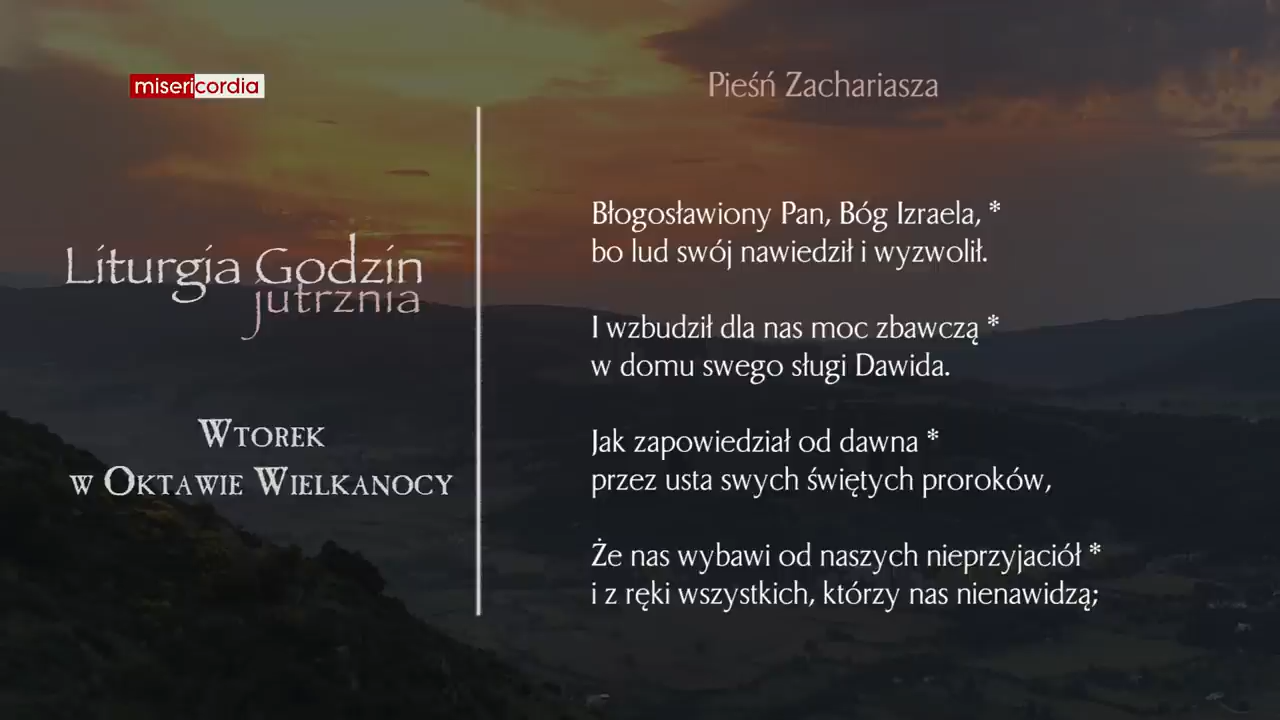 misericordia
Liturgia Godzin
jutrznia
Wtorek
w Oktawie Wielkanocy
Pieśń Zachariasza
Błogosławiony Pan, Bóg Izraela, *
bo lud swój nawiedził i wyzwolił.
I wzbudził dla nas moc zbawczą *
w domu swego sługi Dawida.
Jak zapowiedział od dawna *
przez usta swych świętych proroków,
Że nas wybawi od naszych nieprzyjaciół *
i z ręki wszystkich, którzy nas nienawidzą;